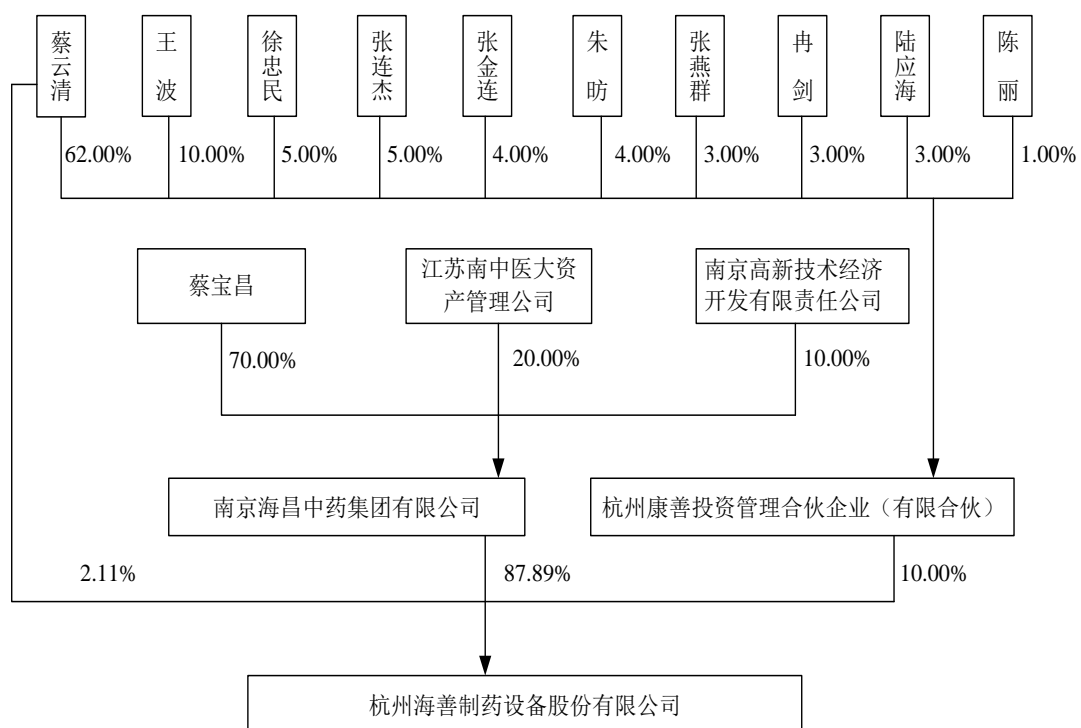 蔡云清
王波
徐忠民
张连杰
张金连
朱昉
张燕群
冉剑
陆应海
陈丽
62.00%
10.00%
5.00%
5.00%
4.00%
4.00%
3.00%
3.00%
3.00%
1.00%
蔡宝昌
江苏南中医大资
产管理公司
南京高新技术经济
开发有限责任公司
70.00%
20.00%
10.00%
南京海昌中药集团有限公司
杭州康善投资管理合伙企业（有限合伙）
2.11%
87.89%
10.00%
杭州海善制药设备股份有限公司